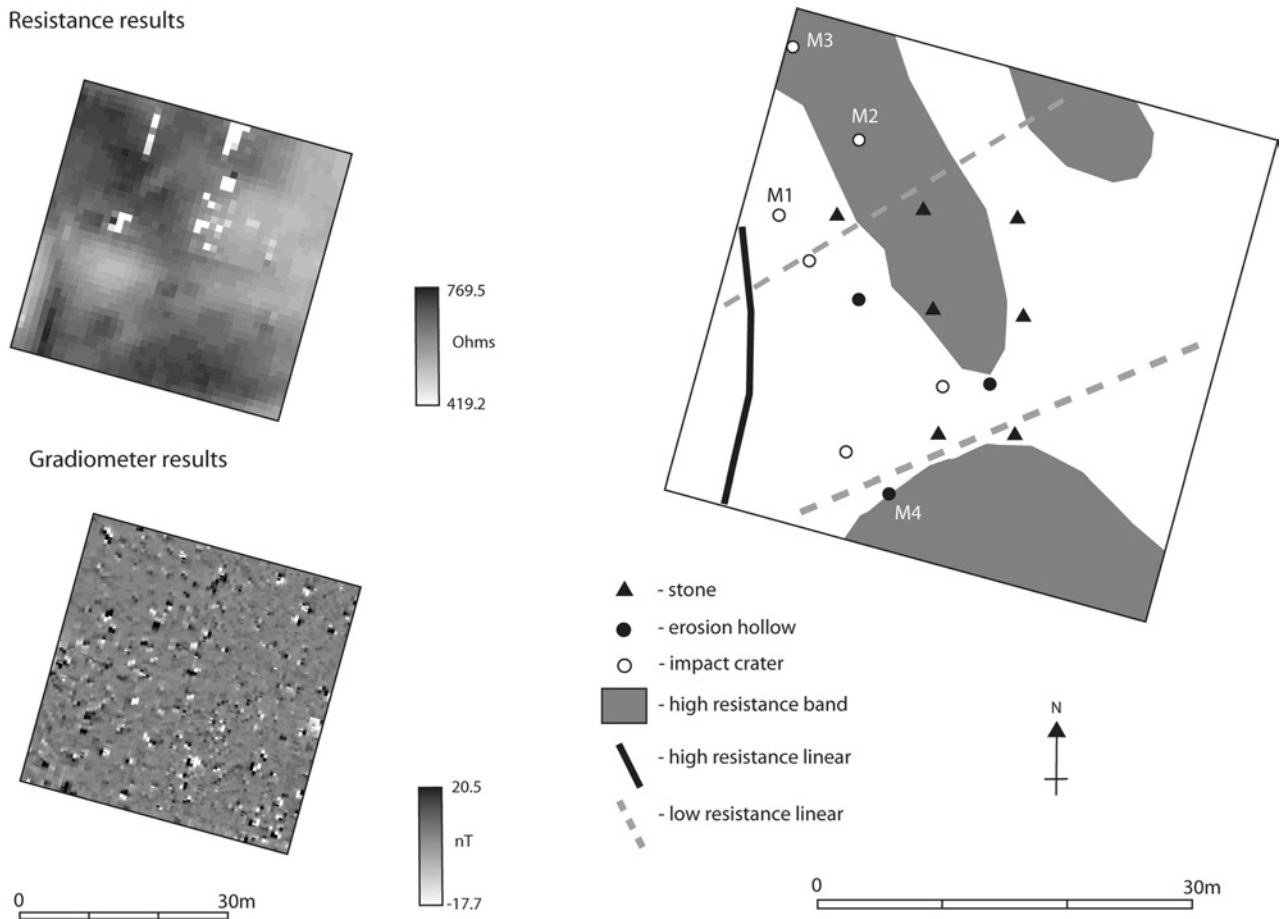 Resistance results
769.5
Ohms
419.2
Gradiometer results
20.5
nT
-17.7
0 30m
M3
M2
M1
M4
- stone
- erosion hollow
- impact crater
- high resistance band
- high resistance linear
- low resistance linear
N
0 30m